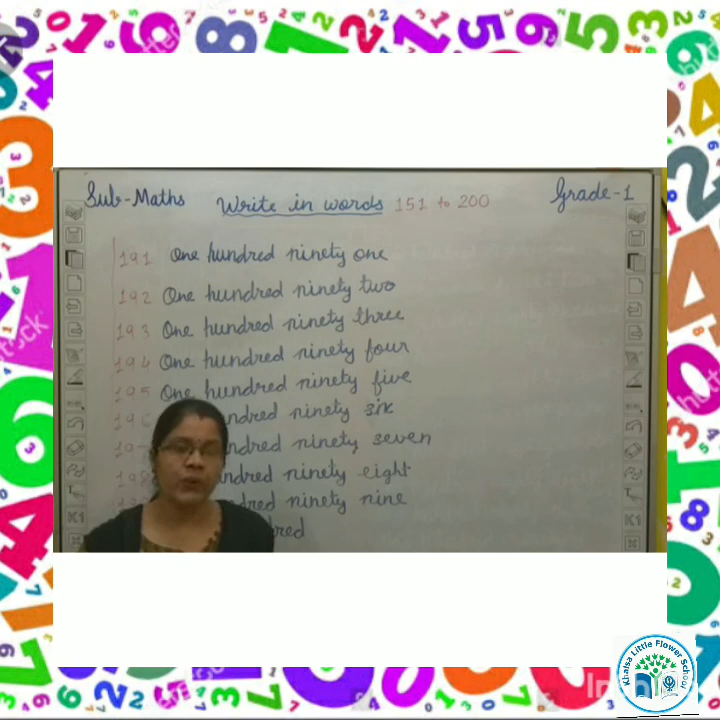 Sub-Maths Write in words 151 to 200 Grade-1
191 One hundred ninety one
192 One hundred ninety two
193 One hundred ninety three
194 One hundred ninety four
195 One hundred ninety five
ndred ninety six
ndred ninety seven
198 ndred ninety eight
dred ninety nine
dred
Khalsa Little Flower School